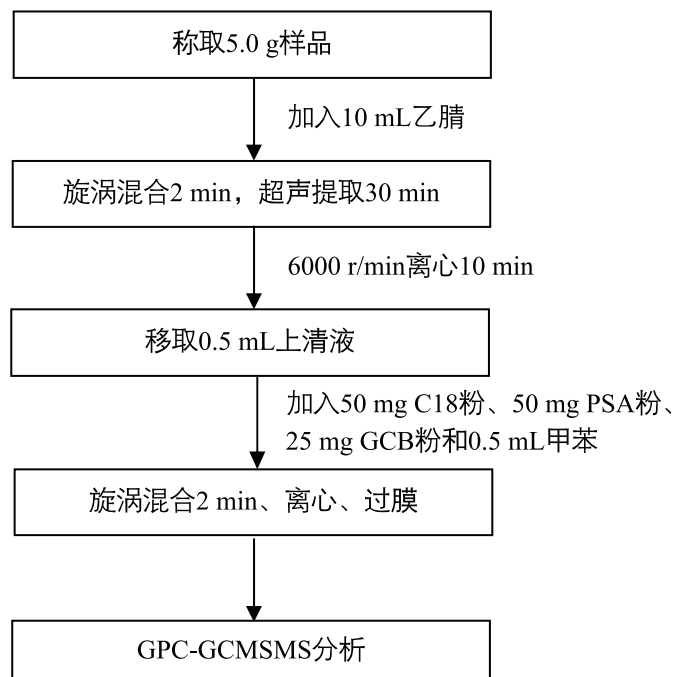 称取5.0 g样品
加入10 mL乙腈
旋涡混合2 min，超声提取30 min
6000 r/min离心10 min
移取0.5 mL上清液
加入50 mg C18粉、50 mg PSA粉、
25 mg GCB粉和0.5 mL甲苯
旋涡混合2 min、离心、过膜
GPC-GCMSMS分析